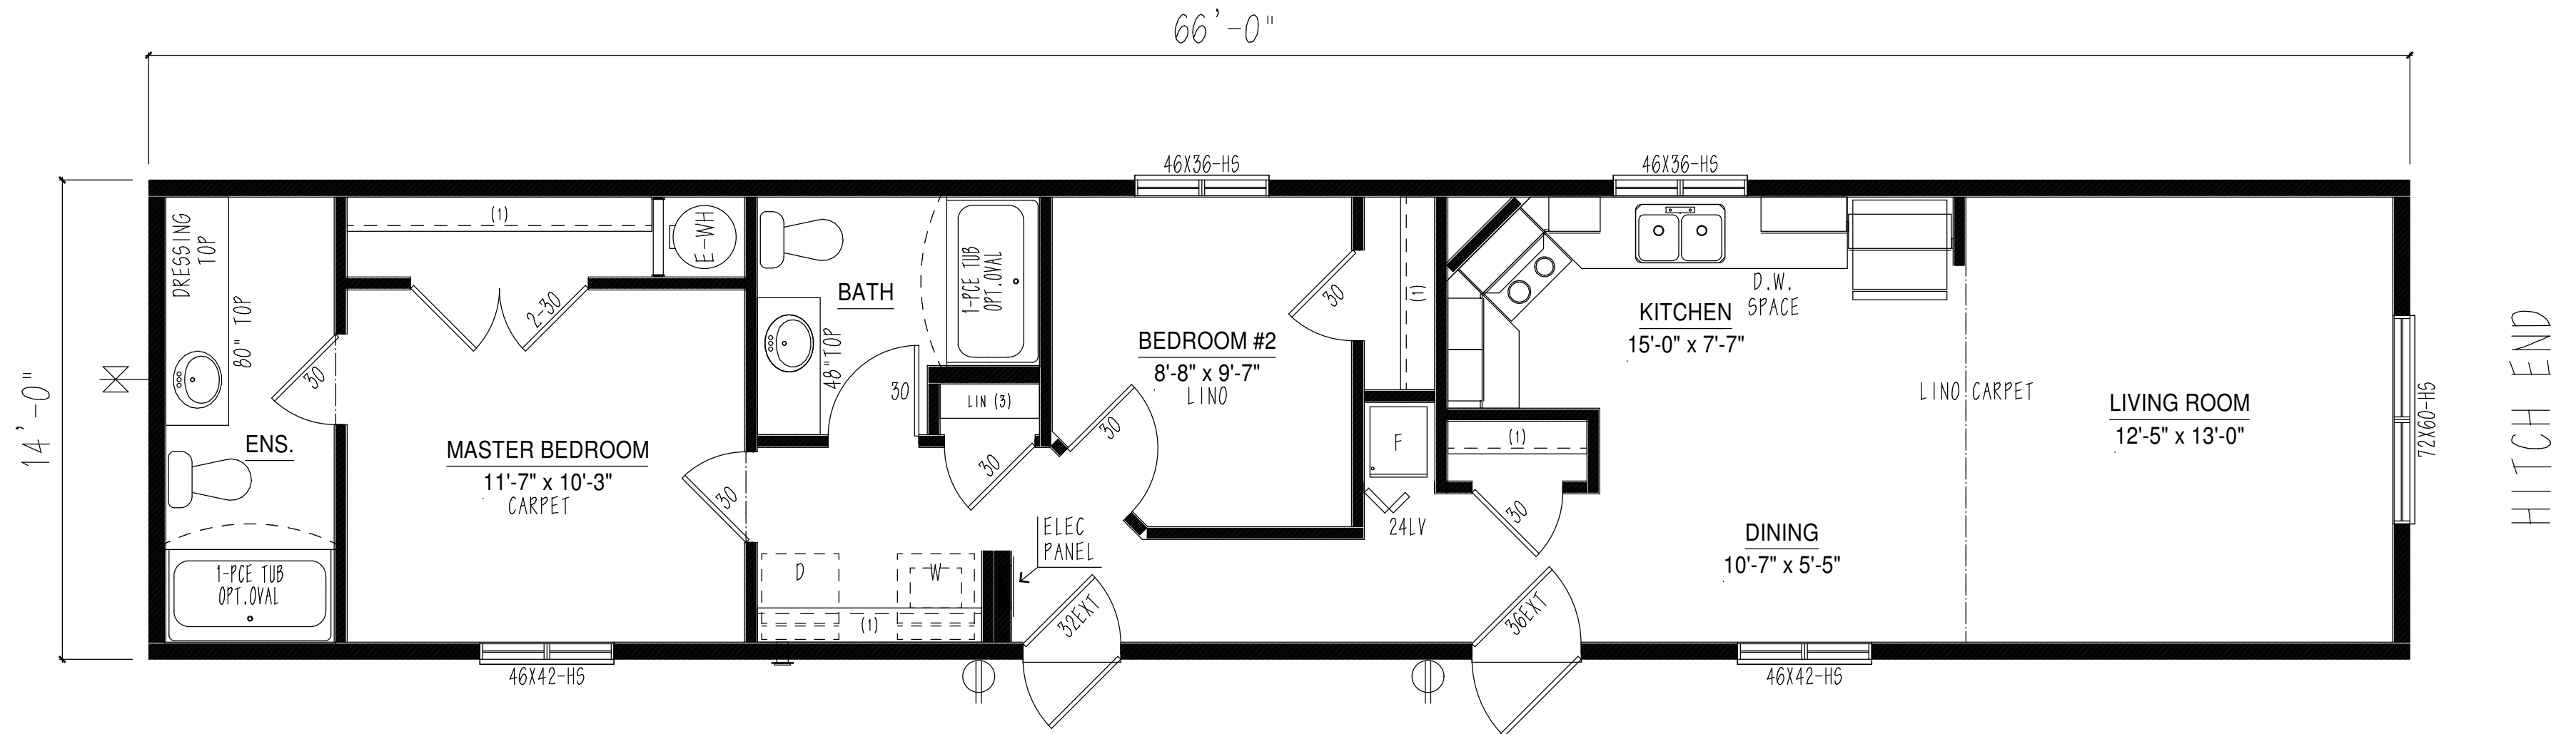 66'-0"
46X36-HS
46X36-HS
14'-0"
DRESSING
TOP
80" TOP
30
ENS.
1-PCE TUB
OPT.OVAL
(1)
E-WH
2-30
MASTER BEDROOM
11'-7" x 10'-3"
CARPET
30
46X42-HS
BATH
48"TOP
1-PCE TUB
OPT.OVAL
30
LIN (3)
30
D
W
(1)
ELEC
PANEL
32EXT
BEDROOM #2
8'-8" x 9'-7"
LINO
30
30
(1)
F
24LV
(1)
30
36EXT
KITCHEN
15'-0" x 7'-7"
D.W.
SPACE
DINING
10'-7" x 5'-5"
46X42-HS
LINO CARPET
LIVING ROOM
12'-5" x 13'-0"
72X60-HS
HITCH END